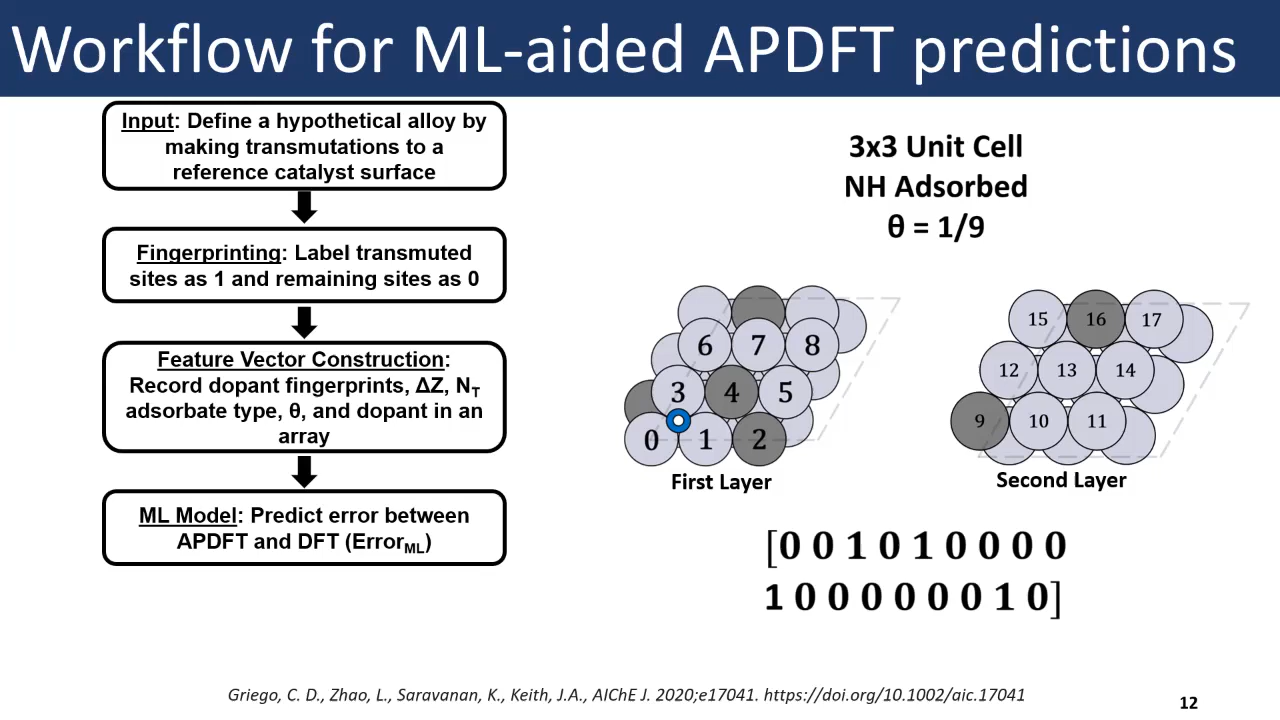 Workflow for ML-aided APDFT predictions
Input: Define a hypothetical alloy by
making transmutations to a
reference catalyst surface
Fingerprinting: Label transmuted
sites as 1 and remaining sites as 0
Feature Vector Construction:
Record dopant fingerprints, ΔZ, N_T
adsorbate type, θ, and dopant in an
array
ML Model: Predict error between
APDFT and DFT (Error_ML)
3x3 Unit Cell
NH Adsorbed
θ = 1/9
6 7 8
3 4 5
0 1 2
First Layer
15 16 17
12 13 14
9 10 11
Second Layer
[0 0 1 0 1 0 0 0 0
1 0 0 0 0 0 0 1 0]
Griego, C. D., Zhao, L., Saravanan, K., Keith, J.A., AIChE J. 2020;e17041. https://doi.org/10.1002/aic.17041
12